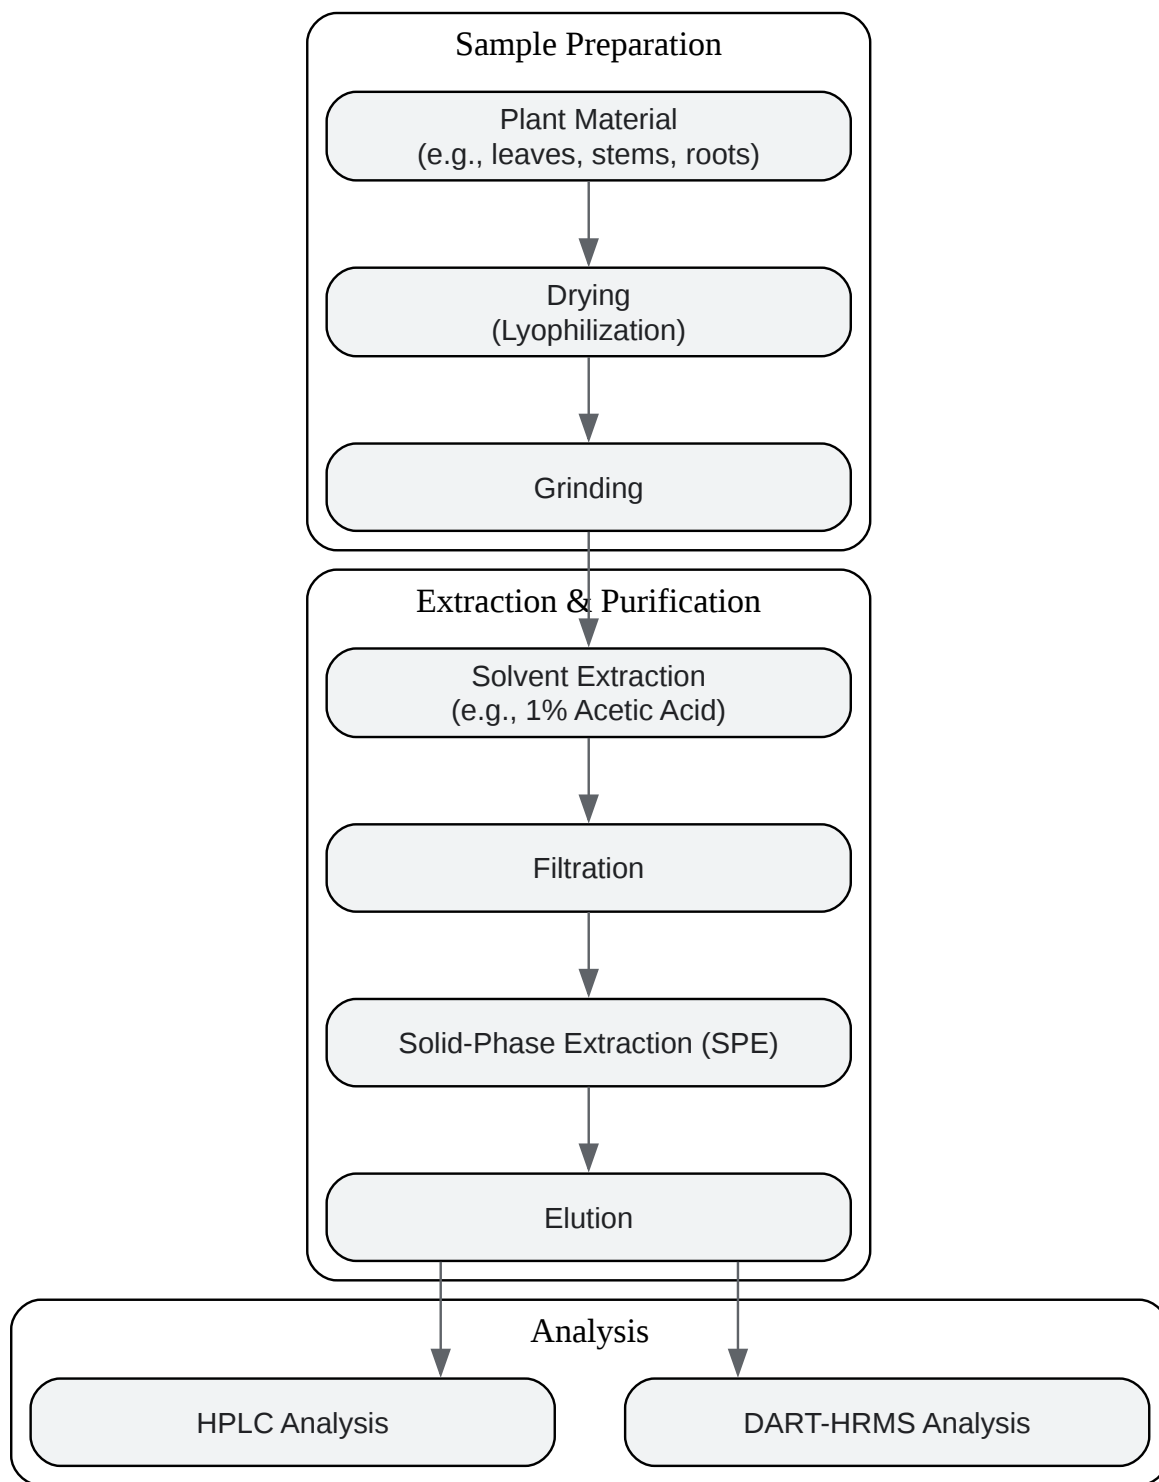 Sample Preparation
Plant Material
(e.g., leaves, stems, roots)
Drying
(Lyophilization)
Grinding
Extraction & Purification
Solvent Extraction
(e.g., 1% Acetic Acid)
Filtration
Solid-Phase Extraction (SPE)
Elution
Analysis
HPLC Analysis
DART-HRMS Analysis